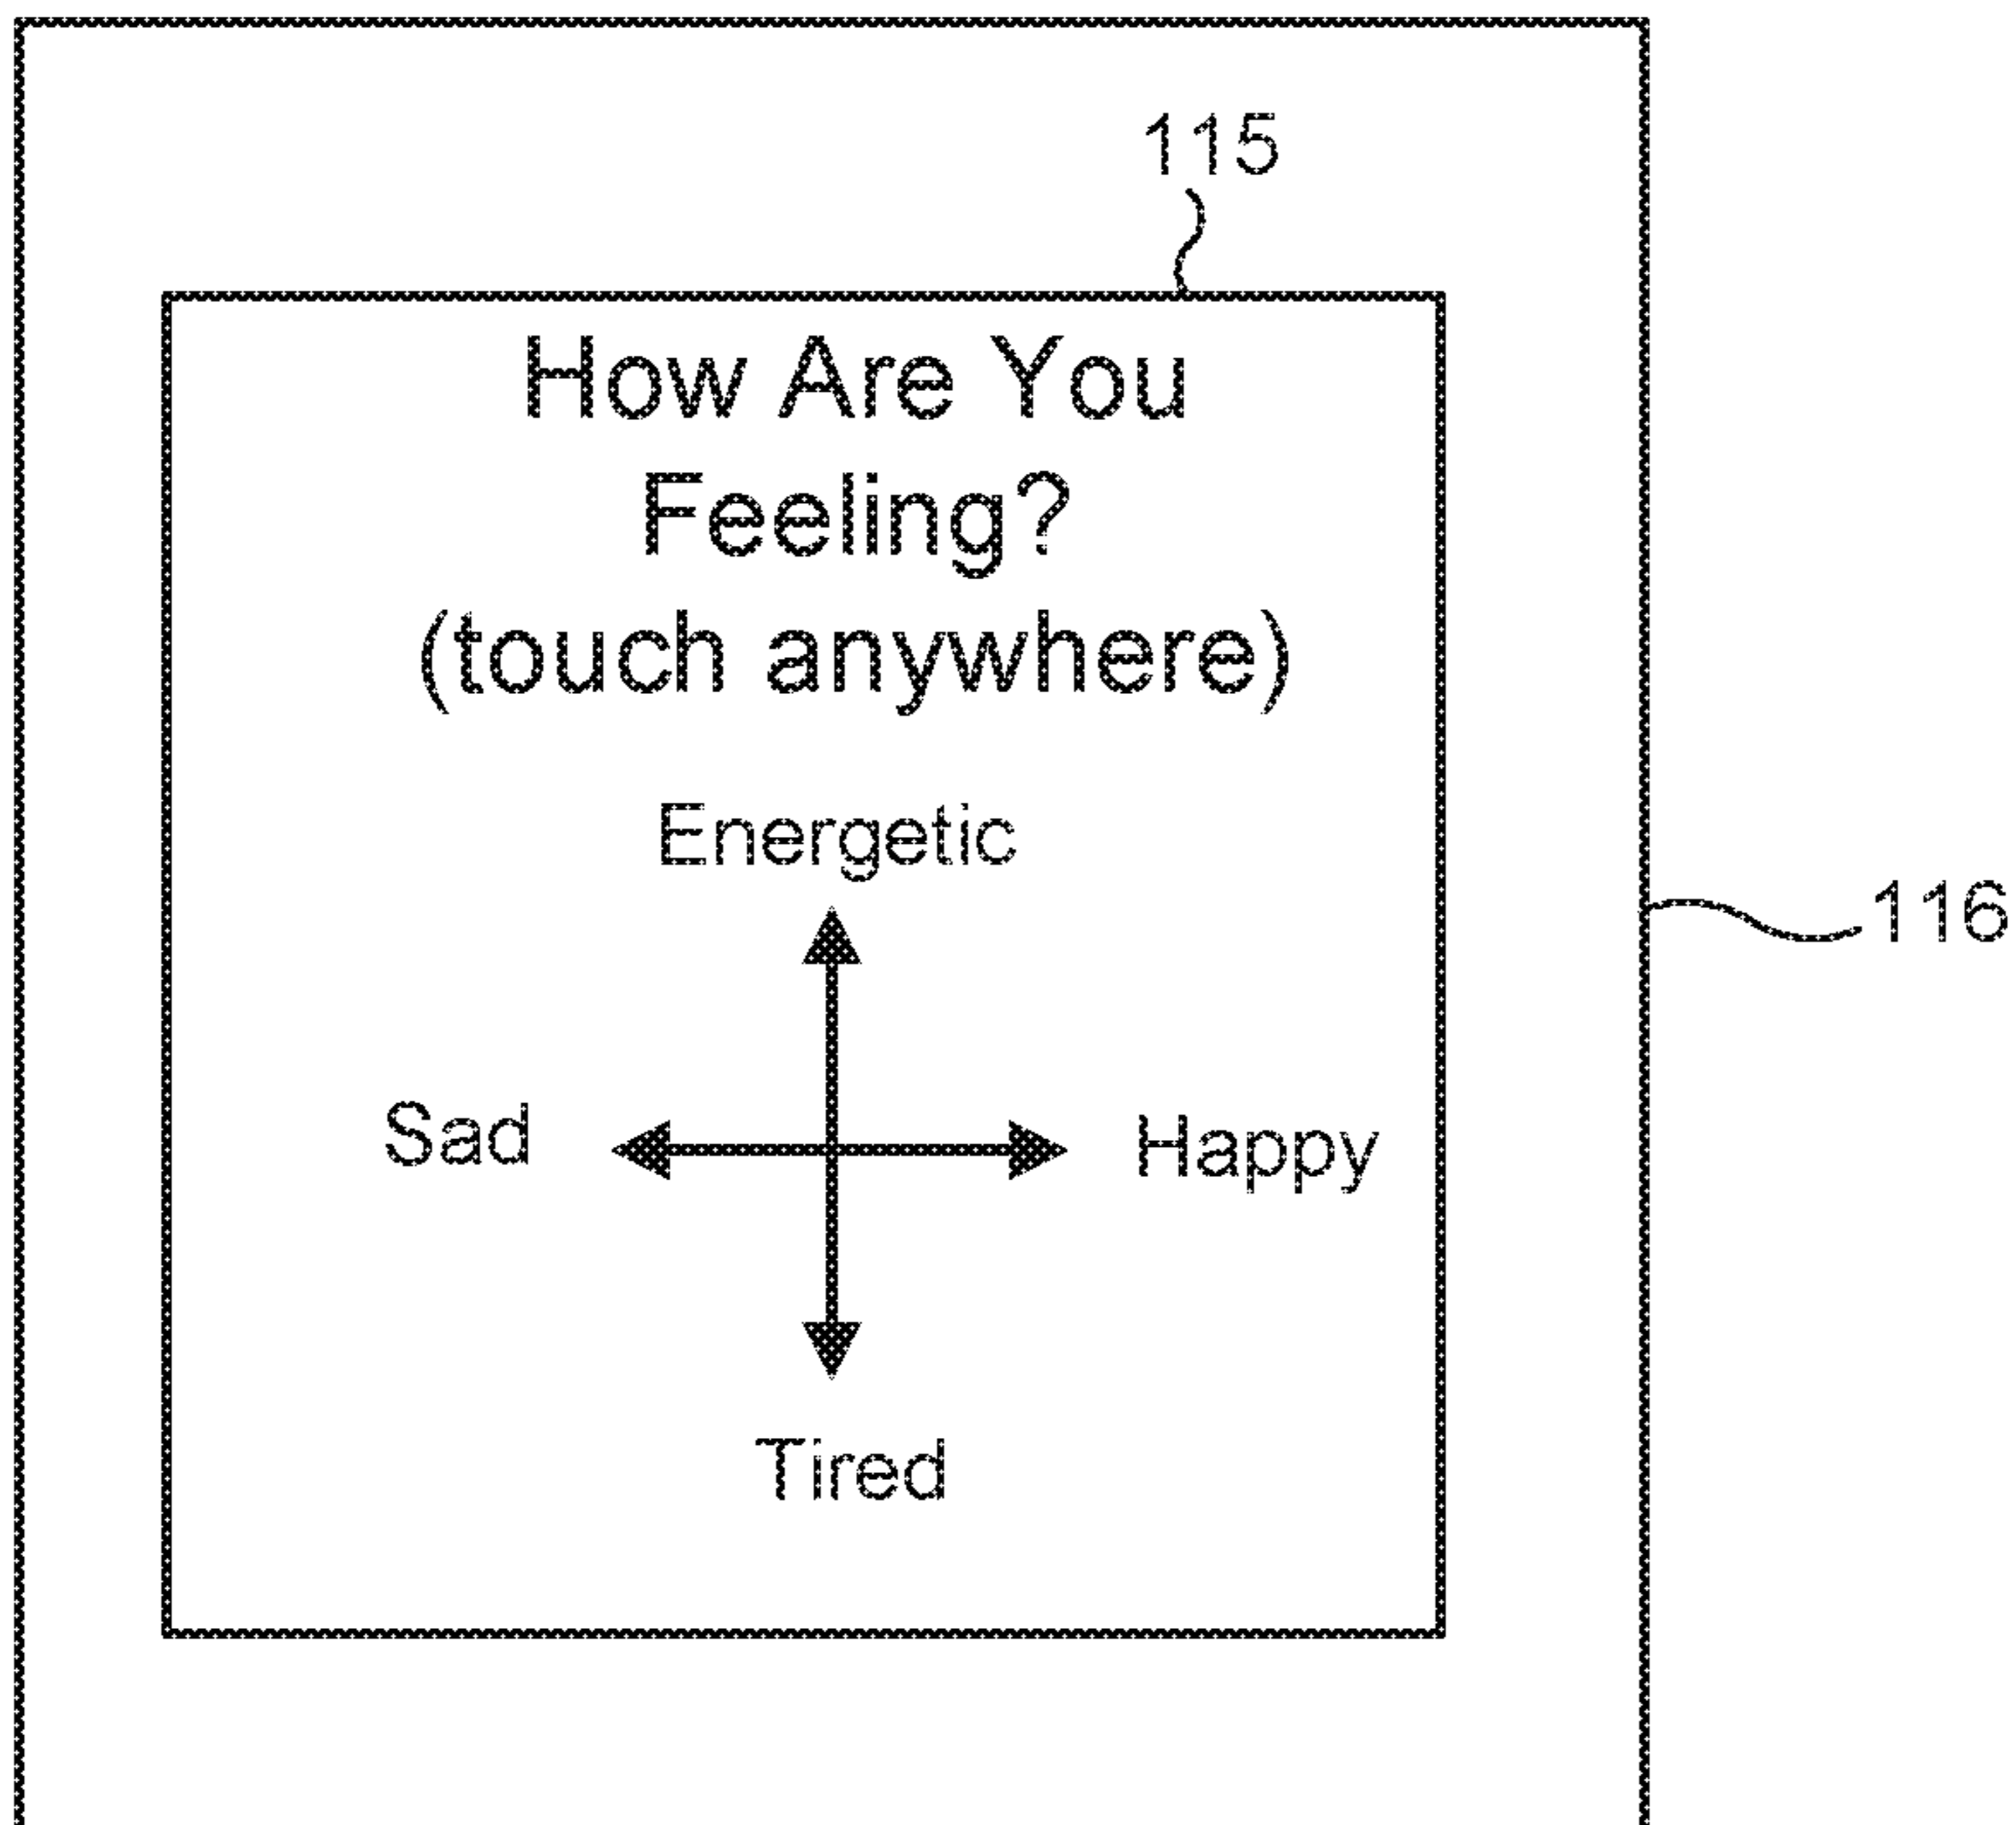 115
How Are You
Feeling?
(touch anywhere)
Energetic
116
Sad
Happy
Tired